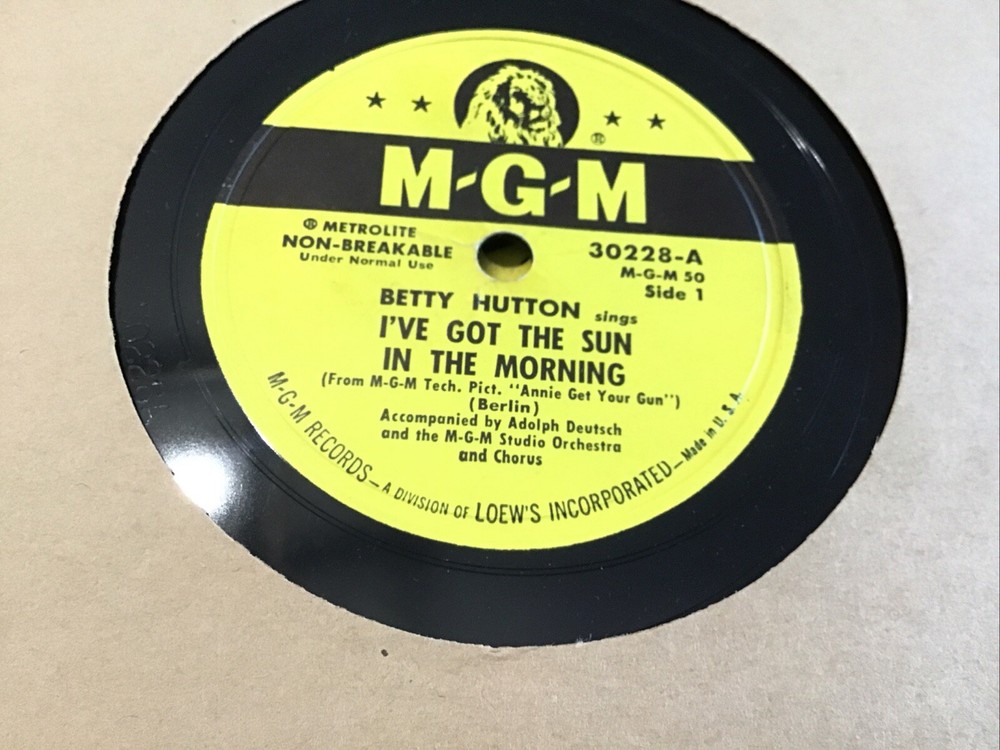 ®
M-G-M
® METROLITE
NON-BREAKABLE
Under Normal Use
30228-A
M-G-M 50
Side 1
BETTY HUTTON sings
I'VE GOT THE SUN
IN THE MORNING
(From M-G-M Tech. Pict. "Annie Get Your Gun")
(Berlin)
Accompanied by Adolph Deutsch
and the M-G-M Studio Orchestra
and Chorus
M-G-M RECORDS—A DIVISION OF LOEW'S INCORPORATED—Made in U.S.A.